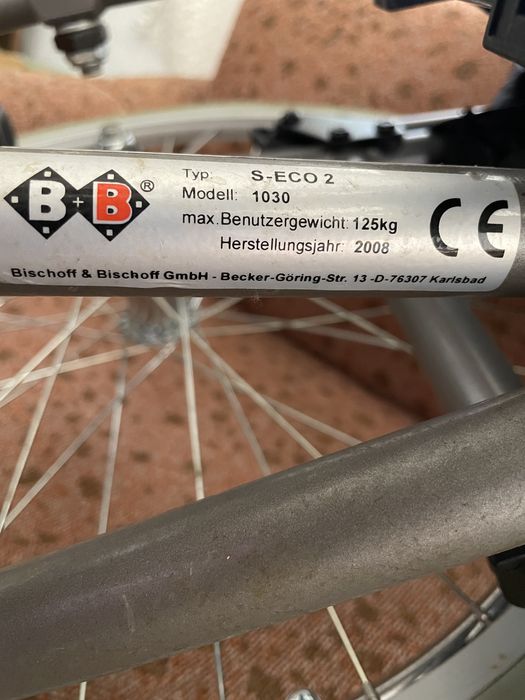 B+B®
Typ: S-ECO 2
Modell: 1030
max. Benutzergewicht: 125kg
Herstellungsjahr: 2008
CE
Bischoff & Bischoff GmbH - Becker-Göring-Str. 13 -D-76307 Karlsbad